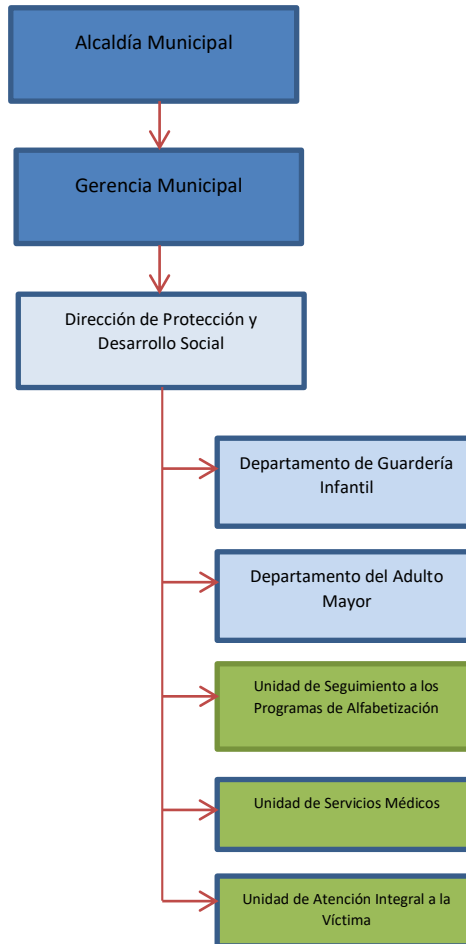 Alcaldía Municipal
Gerencia Municipal
Dirección de Protección y
Desarrollo Social
Departamento de Guardería
Infantil
Departamento del Adulto
Mayor
Unidad de Seguimiento a los
Programas de Alfabetización
Unidad de Servicios Médicos
Unidad de Atención Integral a la
Víctima